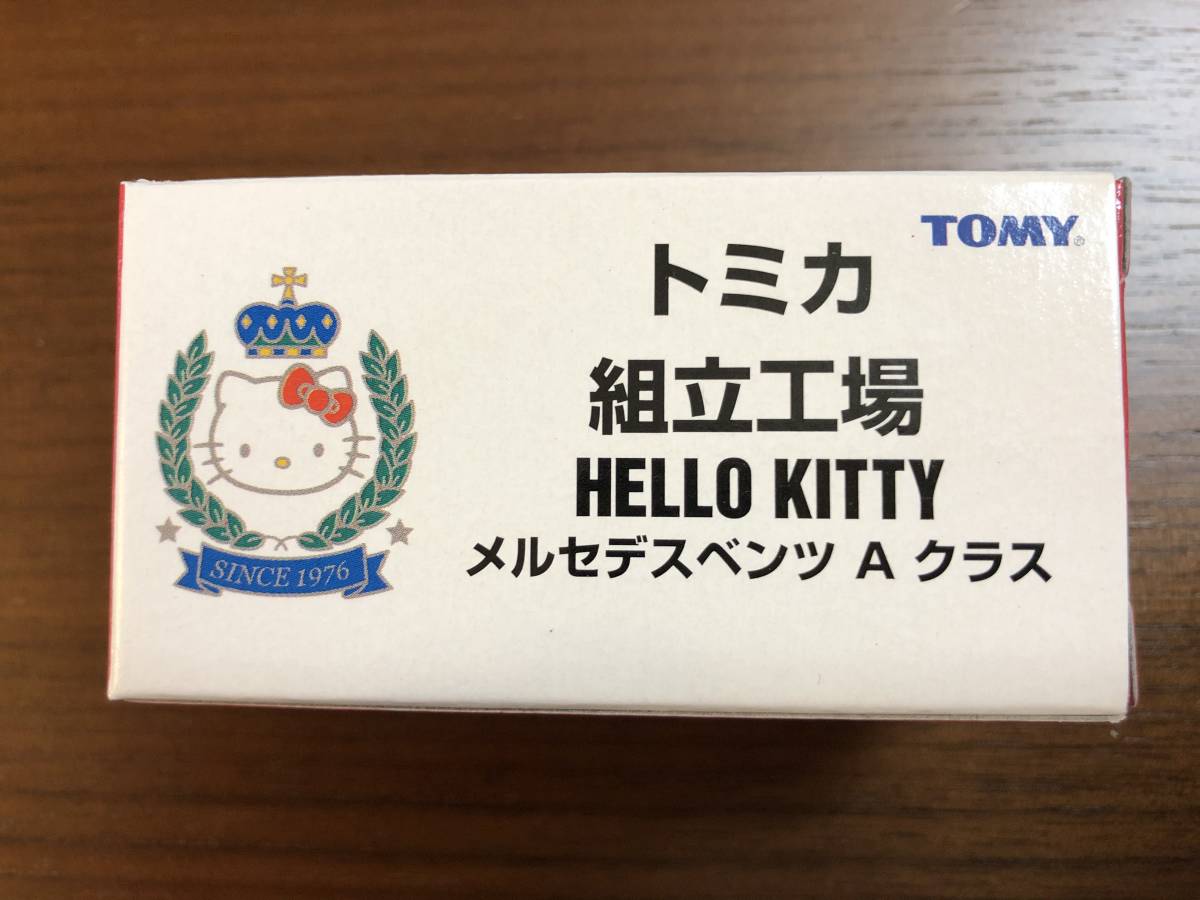 TOMY
トミカ
組立工場
HELLO KITTY
メルセデスベンツ A クラス
SINCE 1976